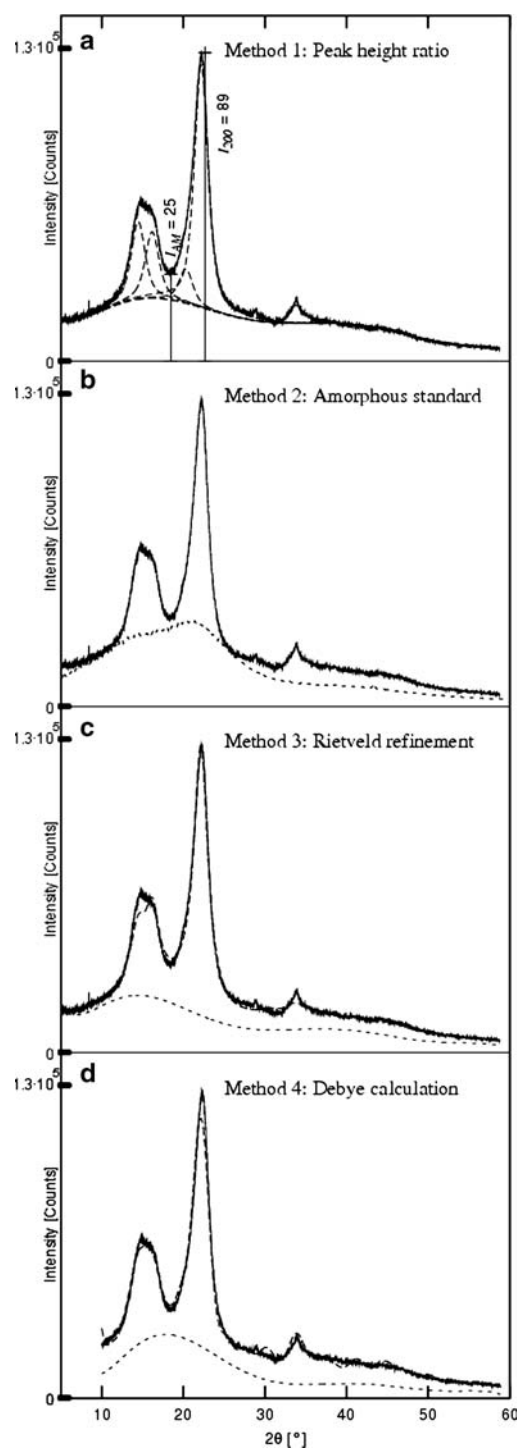 a
Method 1: Peak height ratio
1.3·10⁵
I_AM = 25
I_200 = 89
Intensity [Counts]
0
b
Method 2: Amorphous standard
1.3·10⁵
Intensity [Counts]
0
c
Method 3: Rietveld refinement
1.3·10⁵
Intensity [Counts]
0
d
Method 4: Debye calculation
1.3·10⁵
Intensity [Counts]
0
10 20 30 40 50 60
2θ [°]